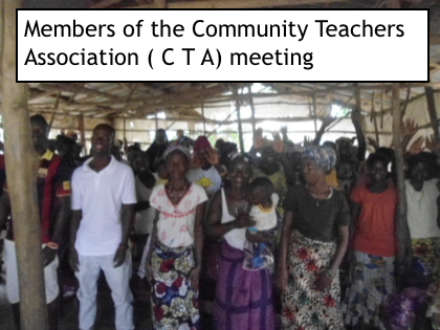 Members of the Community Teachers
Association ( C T A) meeting